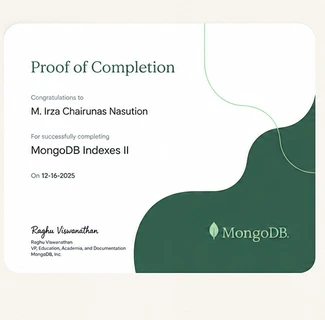 Proof of Completion
Congratulations to
M. Irza Chairunas Nasution
For successfully completing
MongoDB Indexes II
On 12-16-2025
Raghu Viswanathan
Raghu Viswanathan
VP, Education, Academia, and Documentation
MongoDB, Inc.
MongoDB.